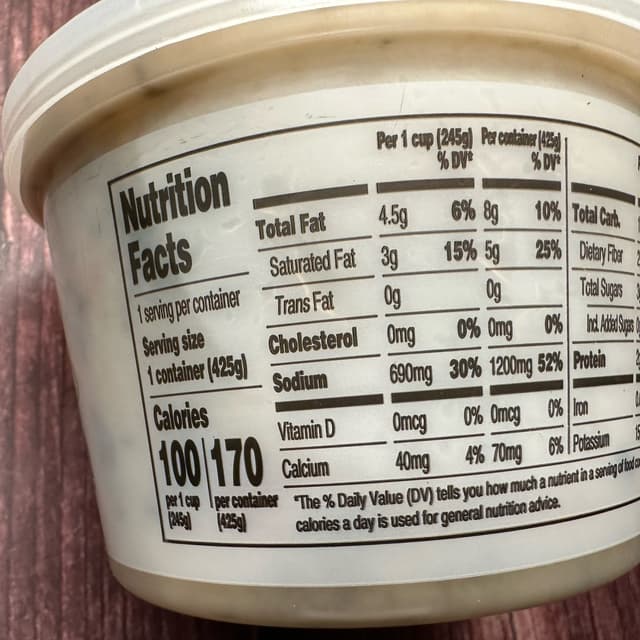 Nutrition
Facts
1 serving per container
Serving size
1 container (425g)
Calories
100 170
per 1 cup per container
(245g) (425g)
Per 1 cup (245g) Per container (425g)
% DV* % DV*
Total Fat 4.5g 6% 8g 10%
Saturated Fat 3g 15% 5g 25%
Trans Fat 0g 0g
Cholesterol 0mg 0% 0mg 0%
Sodium 690mg 30% 1200mg 52%
Vitamin D 0mcg 0% 0mcg 0%
Calcium 40mg 4% 70mg 6%
Total Carb.
Dietary Fiber
Total Sugars
Incl. Added Sugars
Protein
Iron
Potassium
*The % Daily Value (DV) tells you how much a nutrient in a serving of food
calories a day is used for general nutrition advice.